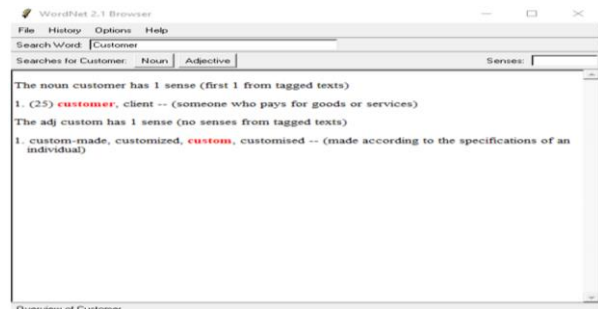 WordNet 2.1 Browser
File History Options Help
Search Word: Customer
Searches for Customer: Noun Adjective Senses:
The noun customer has 1 sense (first 1 from tagged texts)
1. (25) customer, client -- (someone who pays for goods or services)
The adj custom has 1 sense (no senses from tagged texts)
1. custom-made, customized, custom, customised -- (made according to the specifications of an
individual)
Overview of Customer